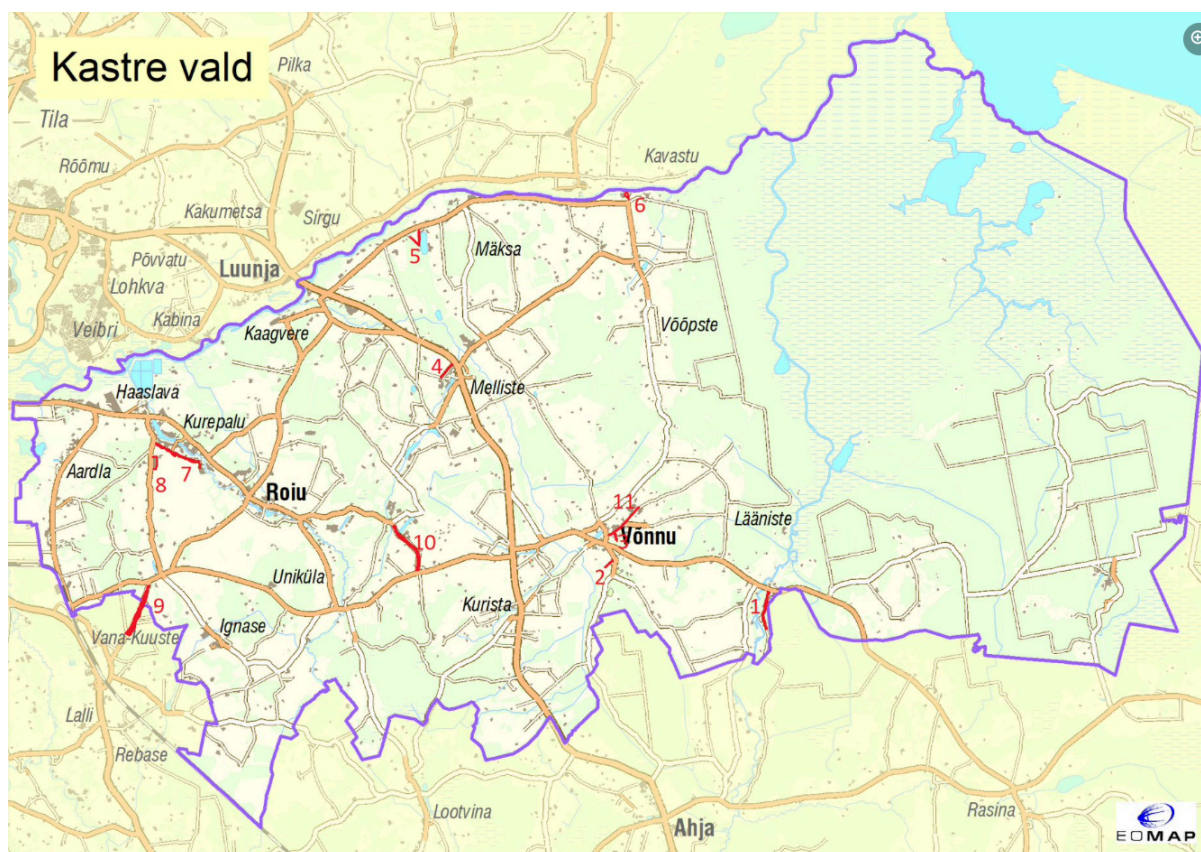 Kastre vald
Pilka
Tila
Rõõmu
Kavastu
Kakumetsa
Sirgu
6
Põvvatu
5
Mäksa
Luunja
Lohkva
Kabina
Veibri
Kaagvere
Võõpste
4
Melliste
Haaslava
Kurepalu
Aardla
8
7
Roiu
11
Võnnu
Lääniste
10
2
Uniküla
9
Kurista
1
Ignase
Vana-Kuuste
Lalli
Rebase
Lootvina
Ahja
Rasina
EOMAP